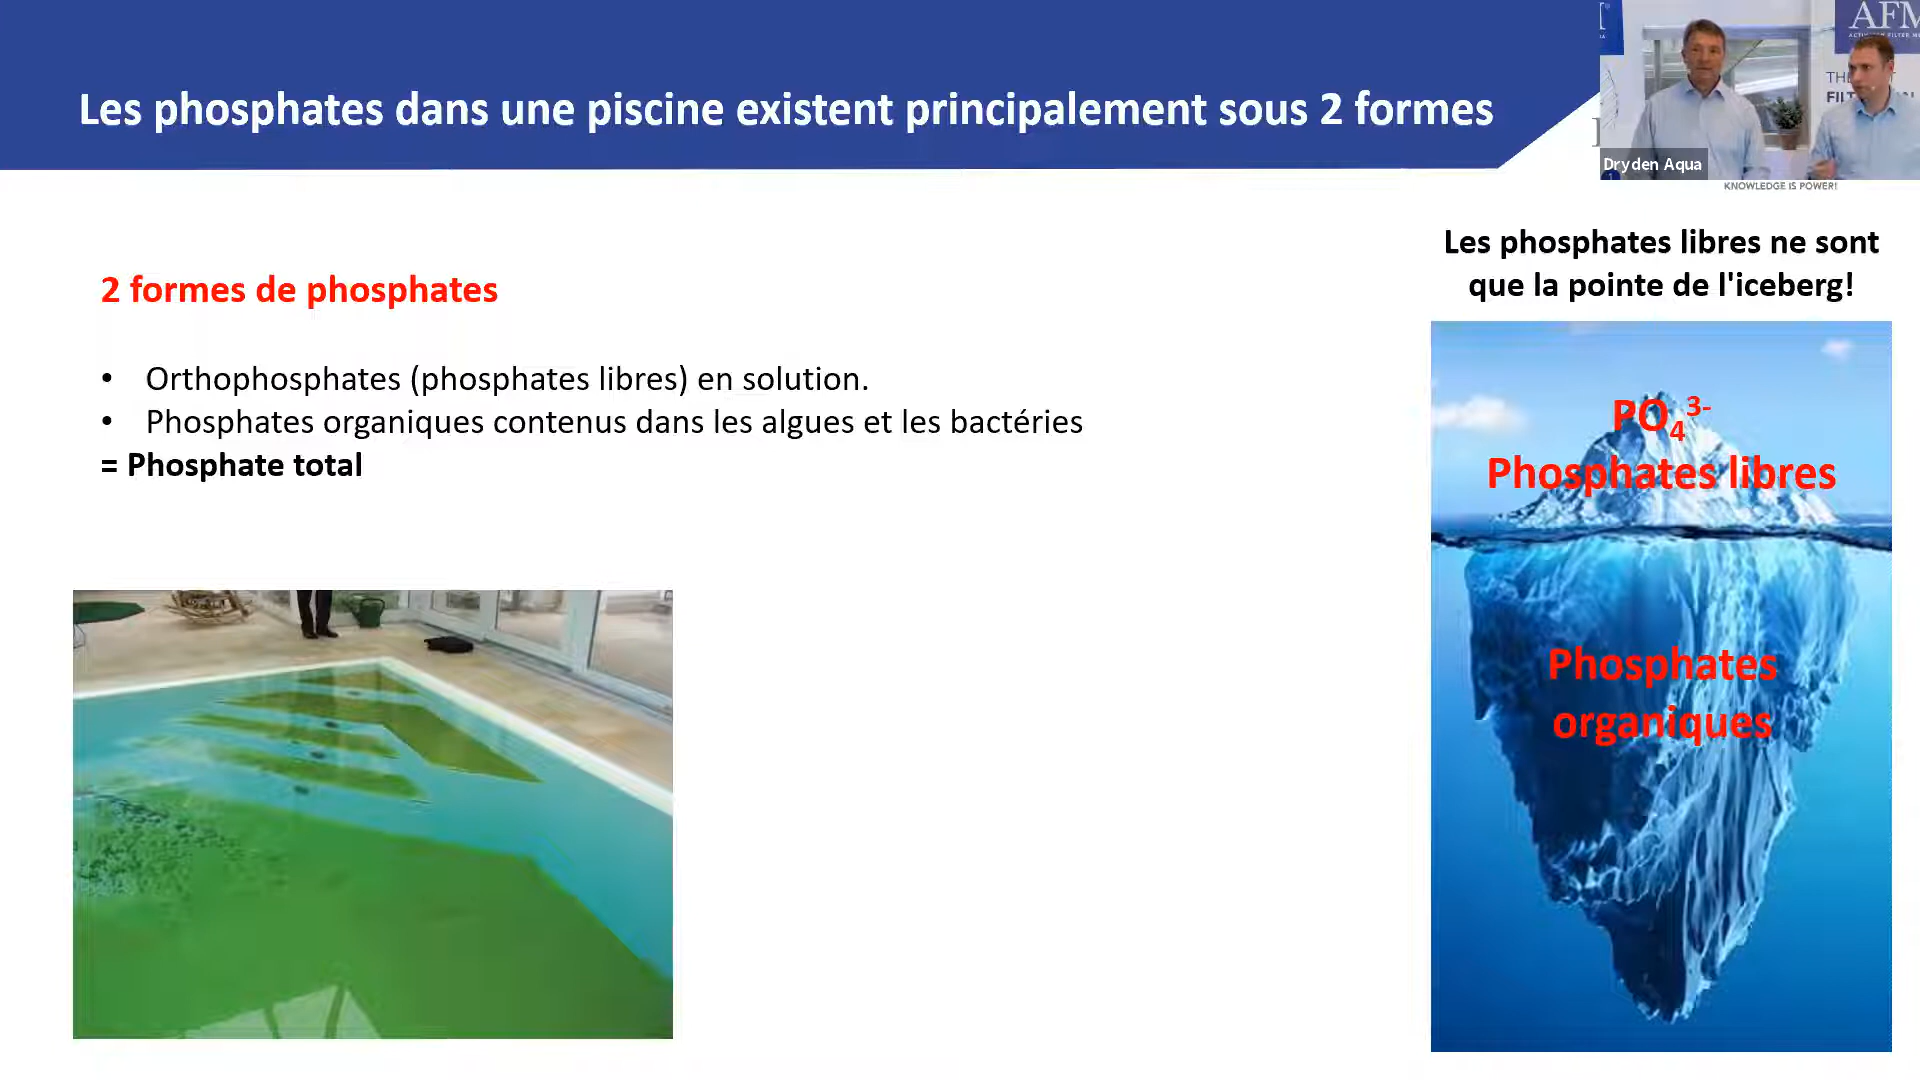 Les phosphates dans une piscine existent principalement sous 2 formes
AFM
Dryden Aqua
KNOWLEDGE IS POWER!
2 formes de phosphates
• Orthophosphates (phosphates libres) en solution.
• Phosphates organiques contenus dans les algues et les bactéries
= Phosphate total
Les phosphates libres ne sont
que la pointe de l'iceberg!
PO₄³⁻
Phosphates libres
Phosphates
organiques